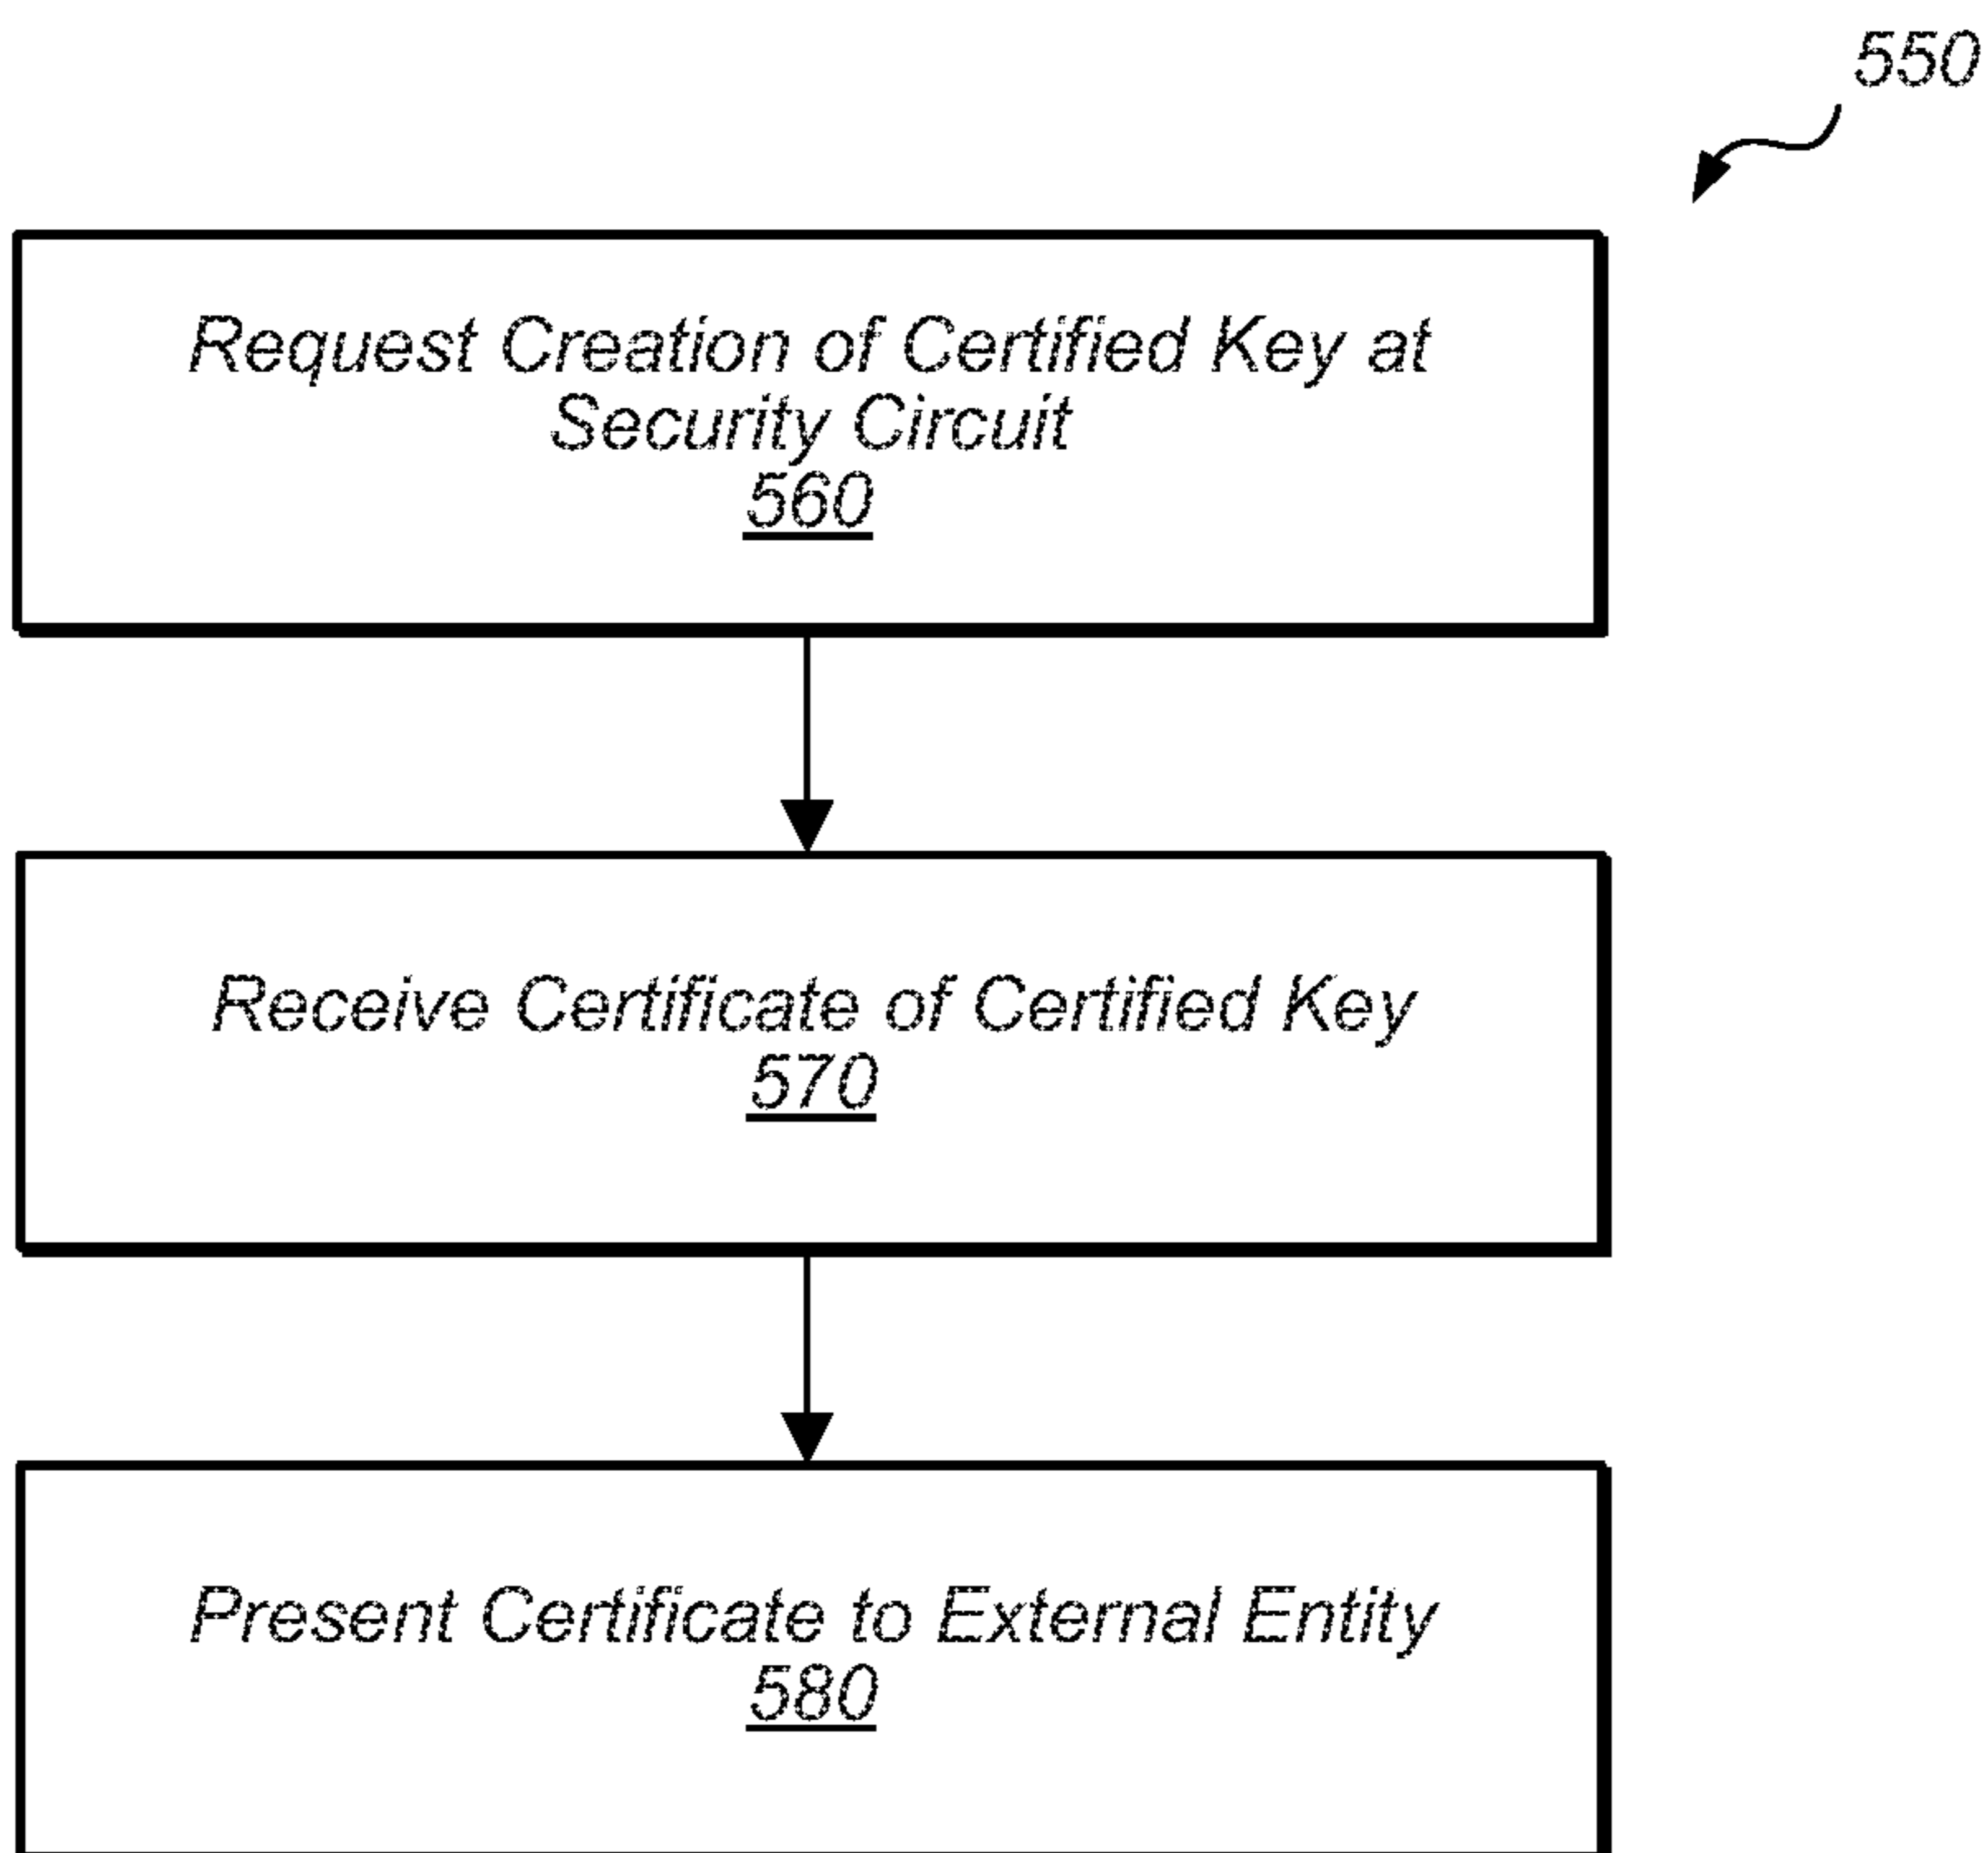 550
Request Creation of Certified Key at
Security Circuit
560
Receive Certificate of Certified Key
570
Present Certificate to External Entity
580